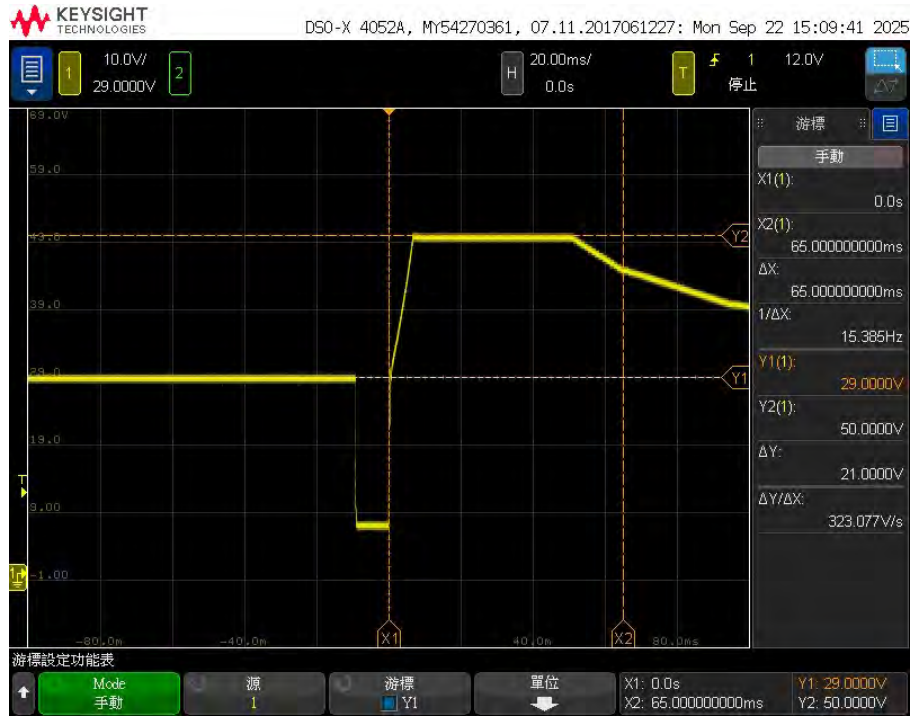 KEYSIGHT
TECHNOLOGIES
DSO-X 4052A, MY54270361, 07.11.2017061227: Mon Sep 22 15:09:41 2025
1
10.0V/
29.0000V
2
H
20.00ms/
0.0s
T
1
12.0V
停止
69.0V
59.0
39.0
19.0
9.00
-1.00
T
Y2
Y1
-80.0m
-40.0m
X1
40.0m
X2
80.0ms
游標
手動
X1(1):
0.0s
X2(1):
65.000000000ms
ΔX:
65.000000000ms
1/ΔX:
15.385Hz
Y1(1):
29.0000V
Y2(1):
50.0000V
ΔY:
21.0000V
ΔY/ΔX:
323.077V/s
游標設定功能表
Mode
手動
源
1
游標
Y1
單位
X1: 0.0s
X2: 65.000000000ms
Y1: 29.0000V
Y2: 50.0000V